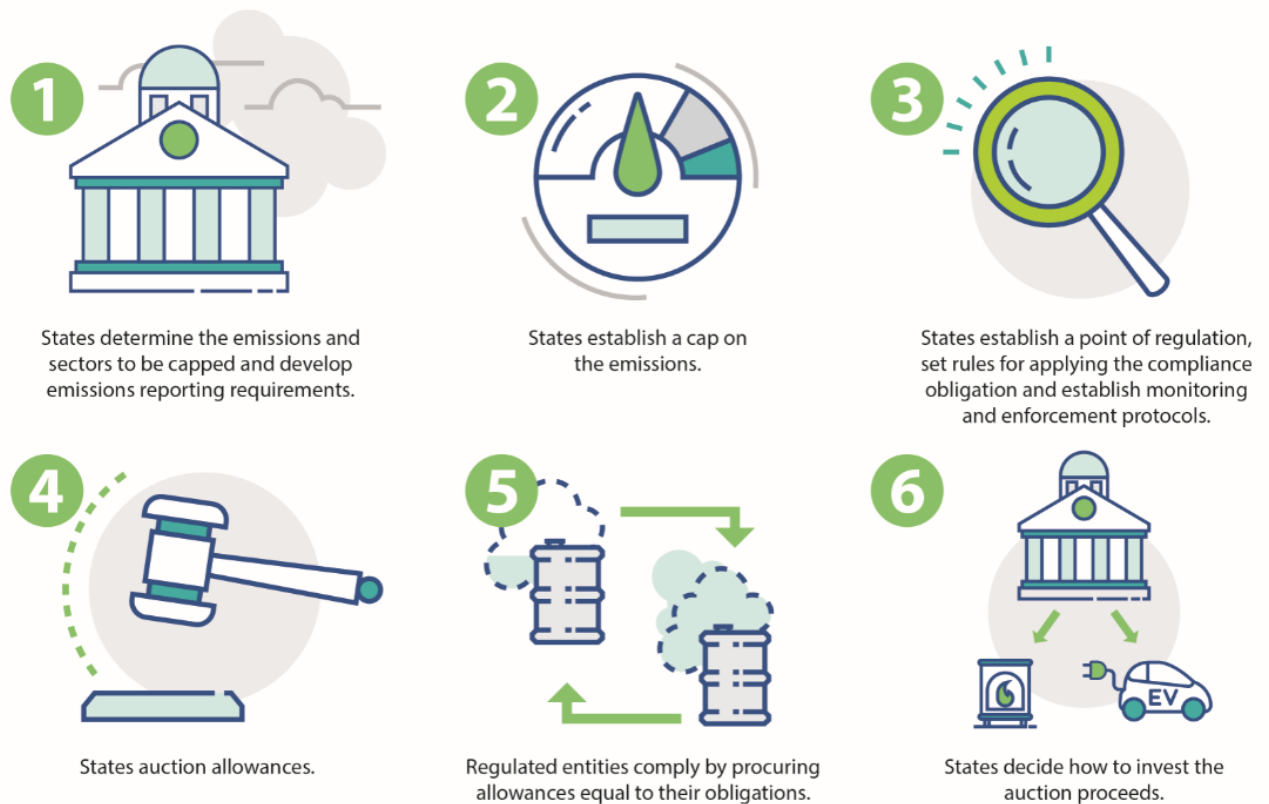 1
States determine the emissions and
sectors to be capped and develop
emissions reporting requirements.
2
States establish a cap on
the emissions.
3
States establish a point of regulation,
set rules for applying the compliance
obligation and establish monitoring
and enforcement protocols.
4
States auction allowances.
5
Regulated entities comply by procuring
allowances equal to their obligations.
6
EV
States decide how to invest the
auction proceeds.